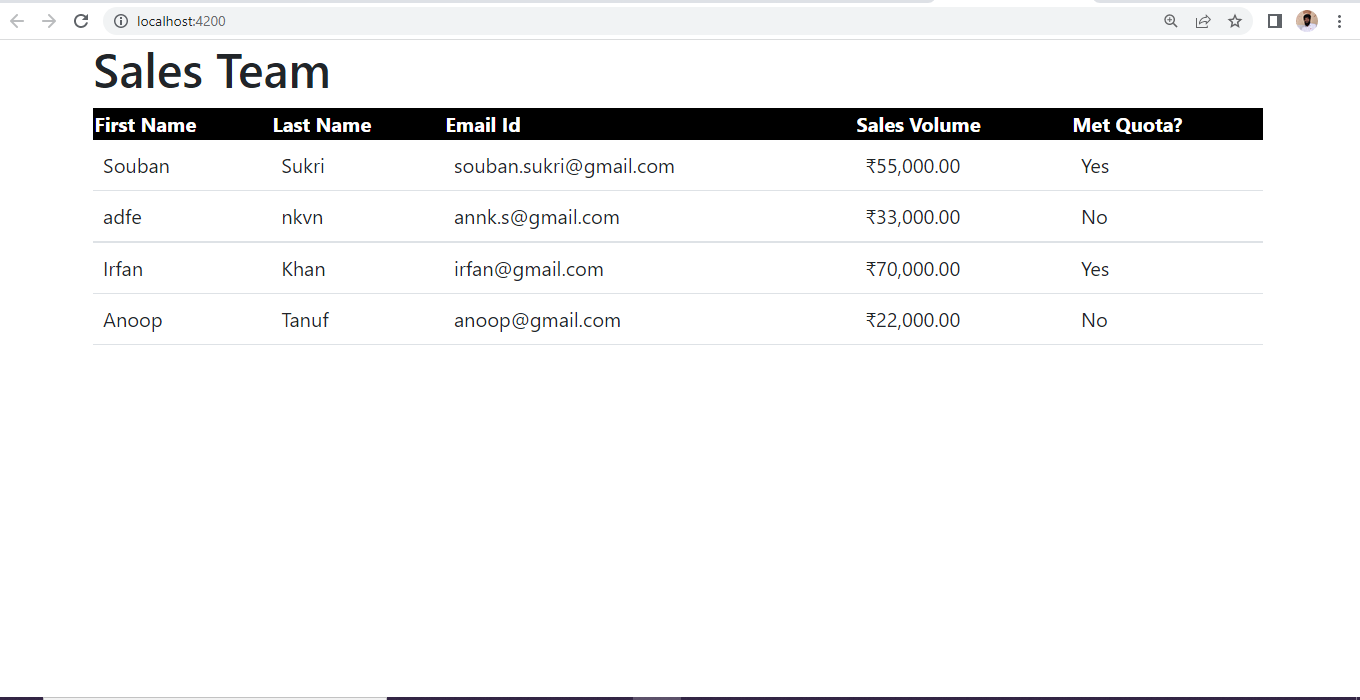 localhost:4200
Sales Team
First Name Last Name Email Id Sales Volume Met Quota?
Souban Sukri souban.sukri@gmail.com ₹55,000.00 Yes
adfe nkvn annk.s@gmail.com ₹33,000.00 No
Irfan Khan irfan@gmail.com ₹70,000.00 Yes
Anoop Tanuf anoop@gmail.com ₹22,000.00 No